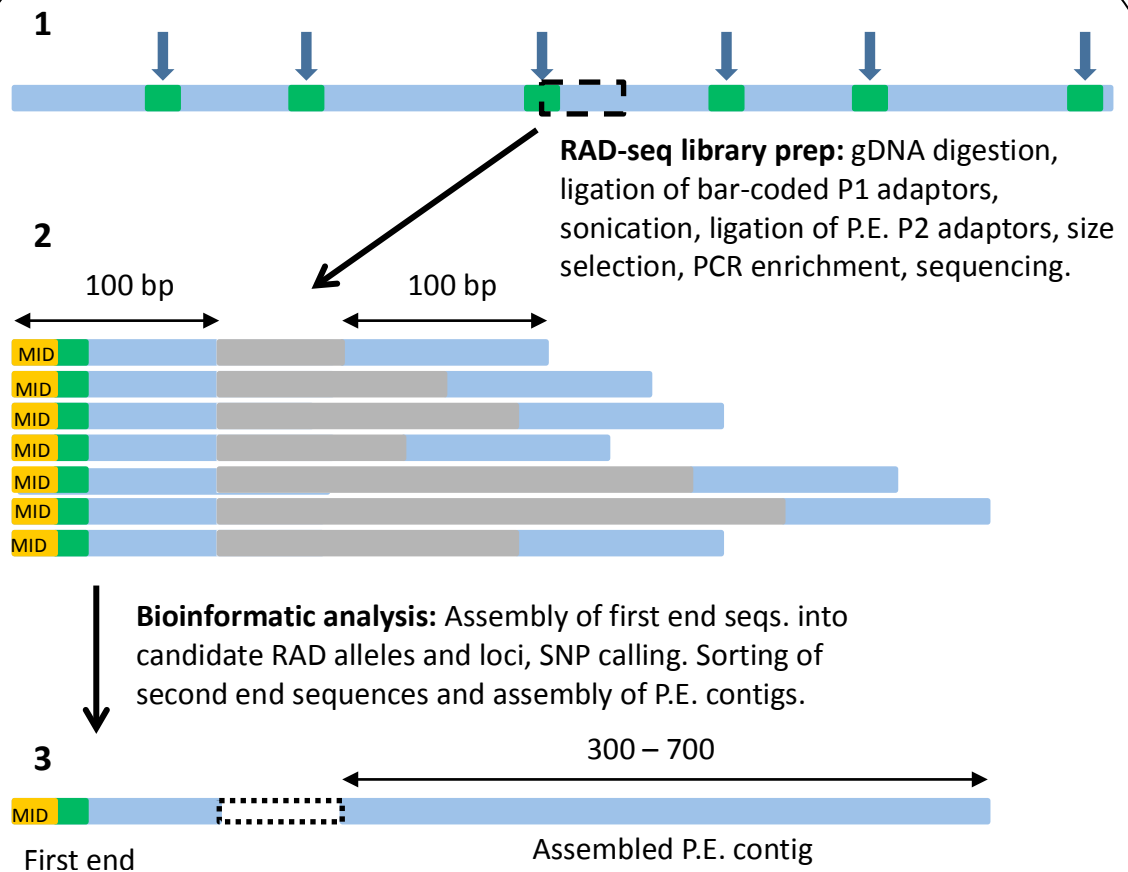 1
RAD-seq library prep: gDNA digestion,
ligation of bar-coded P1 adaptors,
sonication, ligation of P.E. P2 adaptors, size
selection, PCR enrichment, sequencing.
2
100 bp
100 bp
MID
MID
MID
MID
MID
MID
MID
Bioinformatic analysis: Assembly of first end seqs. into
candidate RAD alleles and loci, SNP calling. Sorting of
second end sequences and assembly of P.E. contigs.
3
300 – 700
MID
First end
Assembled P.E. contig